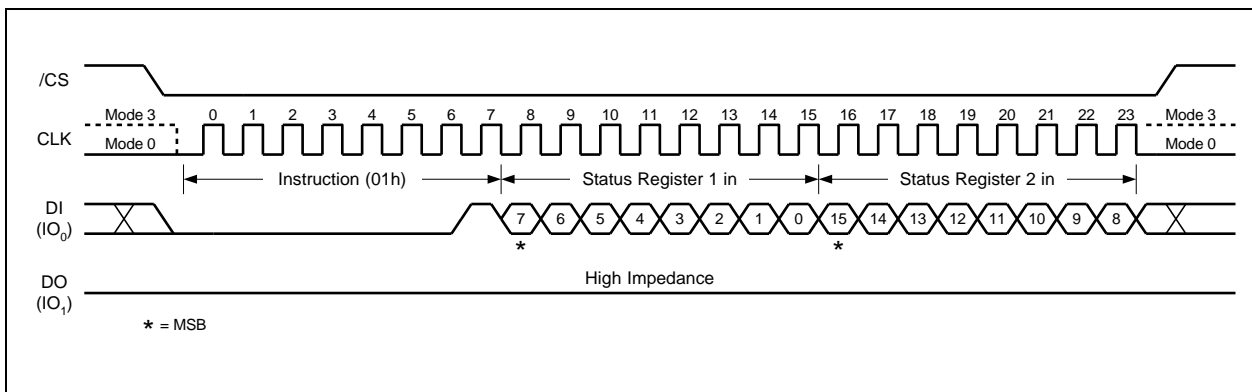 /CS
Mode 3 0 1 2 3 4 5 6 7 8 9 10 11 12 13 14 15 16 17 18 19 20 21 22 23 Mode 3
CLK
Mode 0 Mode 0
Instruction (01h) Status Register 1 in Status Register 2 in
DI 7 6 5 4 3 2 1 0 15 14 13 12 11 10 9 8
(IO0)
* *
High Impedance
DO
(IO1)
* = MSB